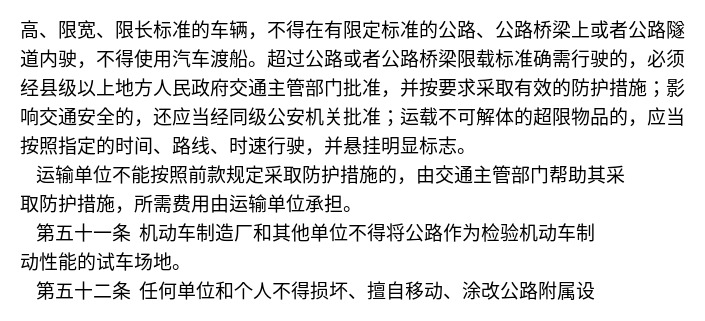 高、限宽、限长标准的车辆，不得在有限定标准的公路、公路桥梁上或者公路隧
道内驶，不得使用汽车渡船。超过公路或者公路桥梁限载标准确需行驶的，必须
经县级以上地方人民政府交通主管部门批准，并按要求采取有效的防护措施；影
响交通安全的，还应当经同级公安机关批准；运载不可解体的超限物品的，应当
按照指定的时间、路线、时速行驶，并悬挂明显标志。
运输单位不能按照前款规定采取防护措施的，由交通主管部门帮助其采
取防护措施，所需费用由运输单位承担。
第五十一条 机动车制造厂和其他单位不得将公路作为检验机动车制
动性能的试车场地。
第五十二条 任何单位和个人不得损坏、擅自移动、涂改公路附属设